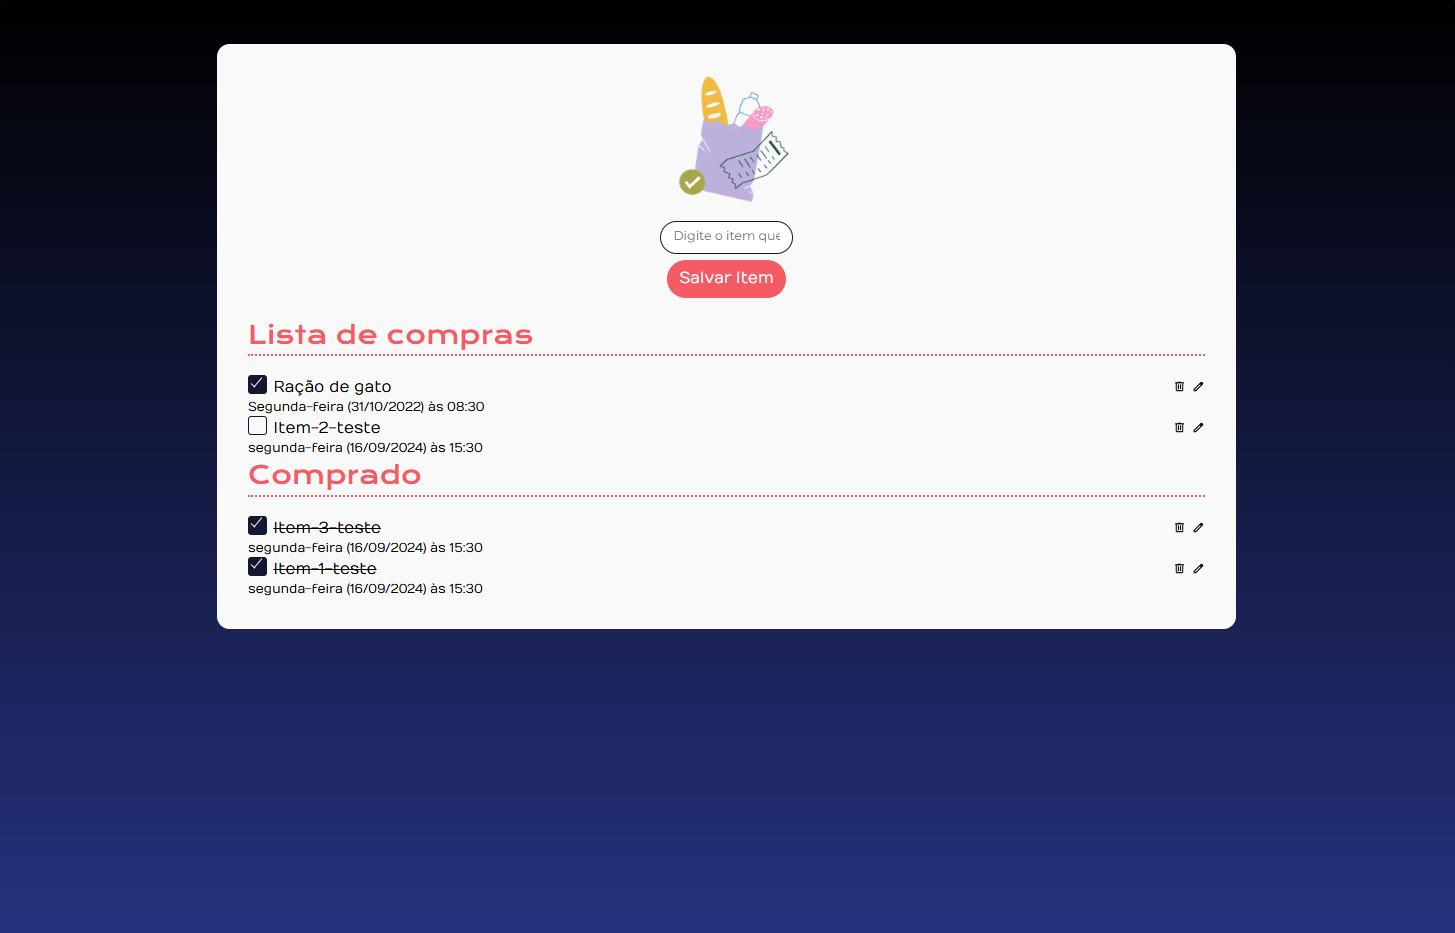 Digite o item que
Salvar item
Lista de compras
Ração de gato
Segunda-feira (31/10/2022) às 08:30
Item-2-teste
segunda-feira (16/09/2024) às 15:30
Comprado
Item-3-teste
segunda-feira (16/09/2024) às 15:30
Item-1-teste
segunda-feira (16/09/2024) às 15:30